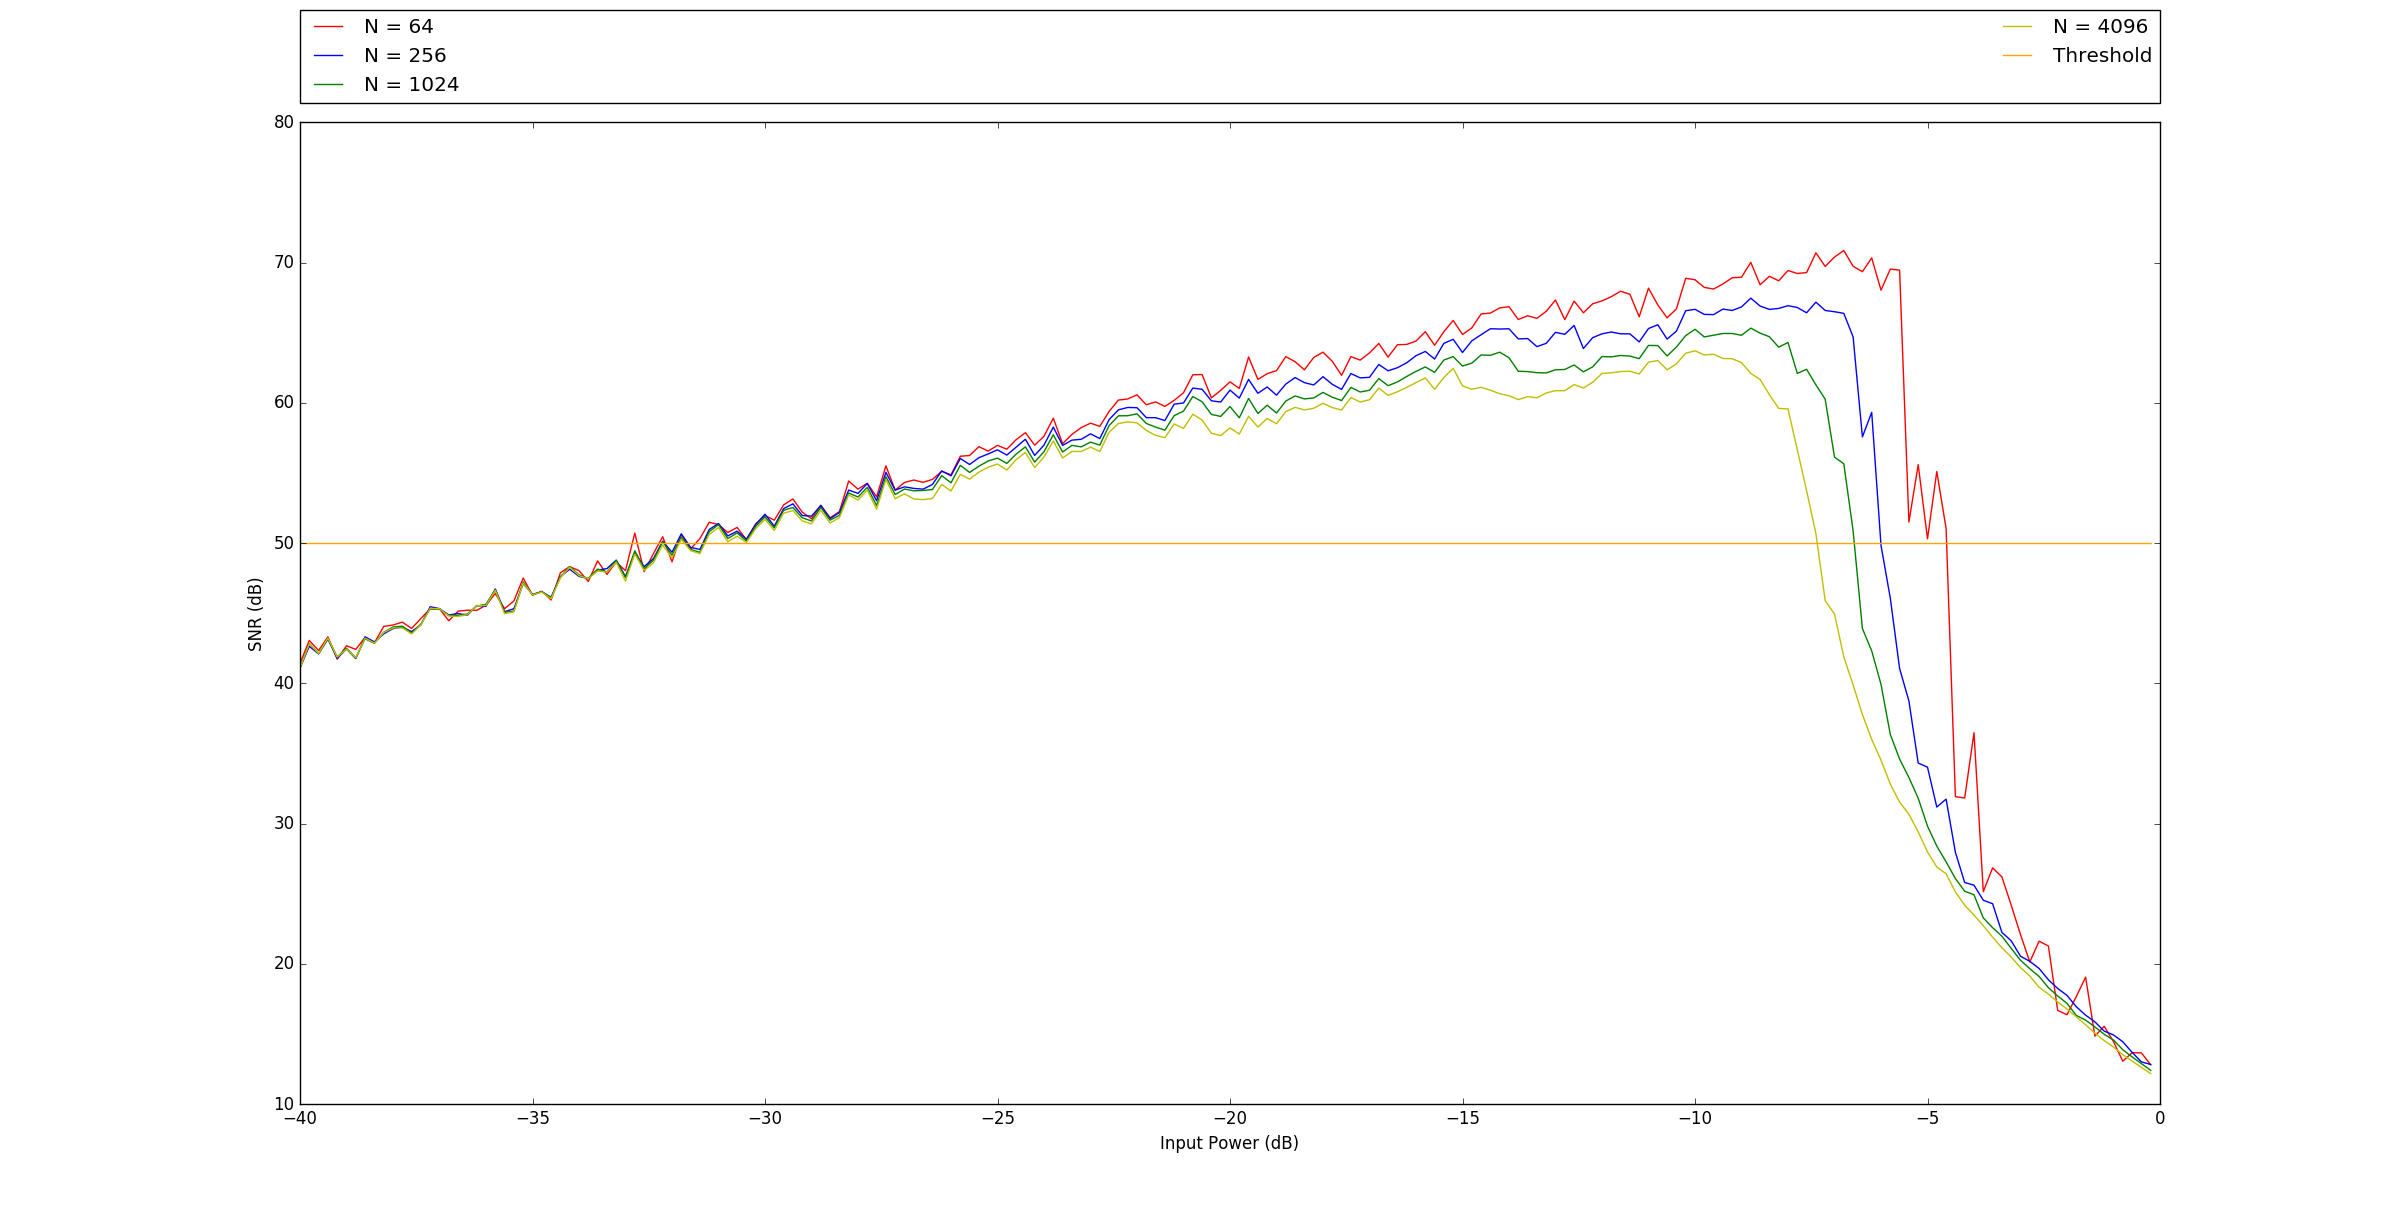 N = 64
N = 256
N = 1024
N = 4096
Threshold
80
70
60
50
40
30
20
10
SNR (dB)
−40 −35 −30 −25 −20 −15 −10 −5 0
Input Power (dB)